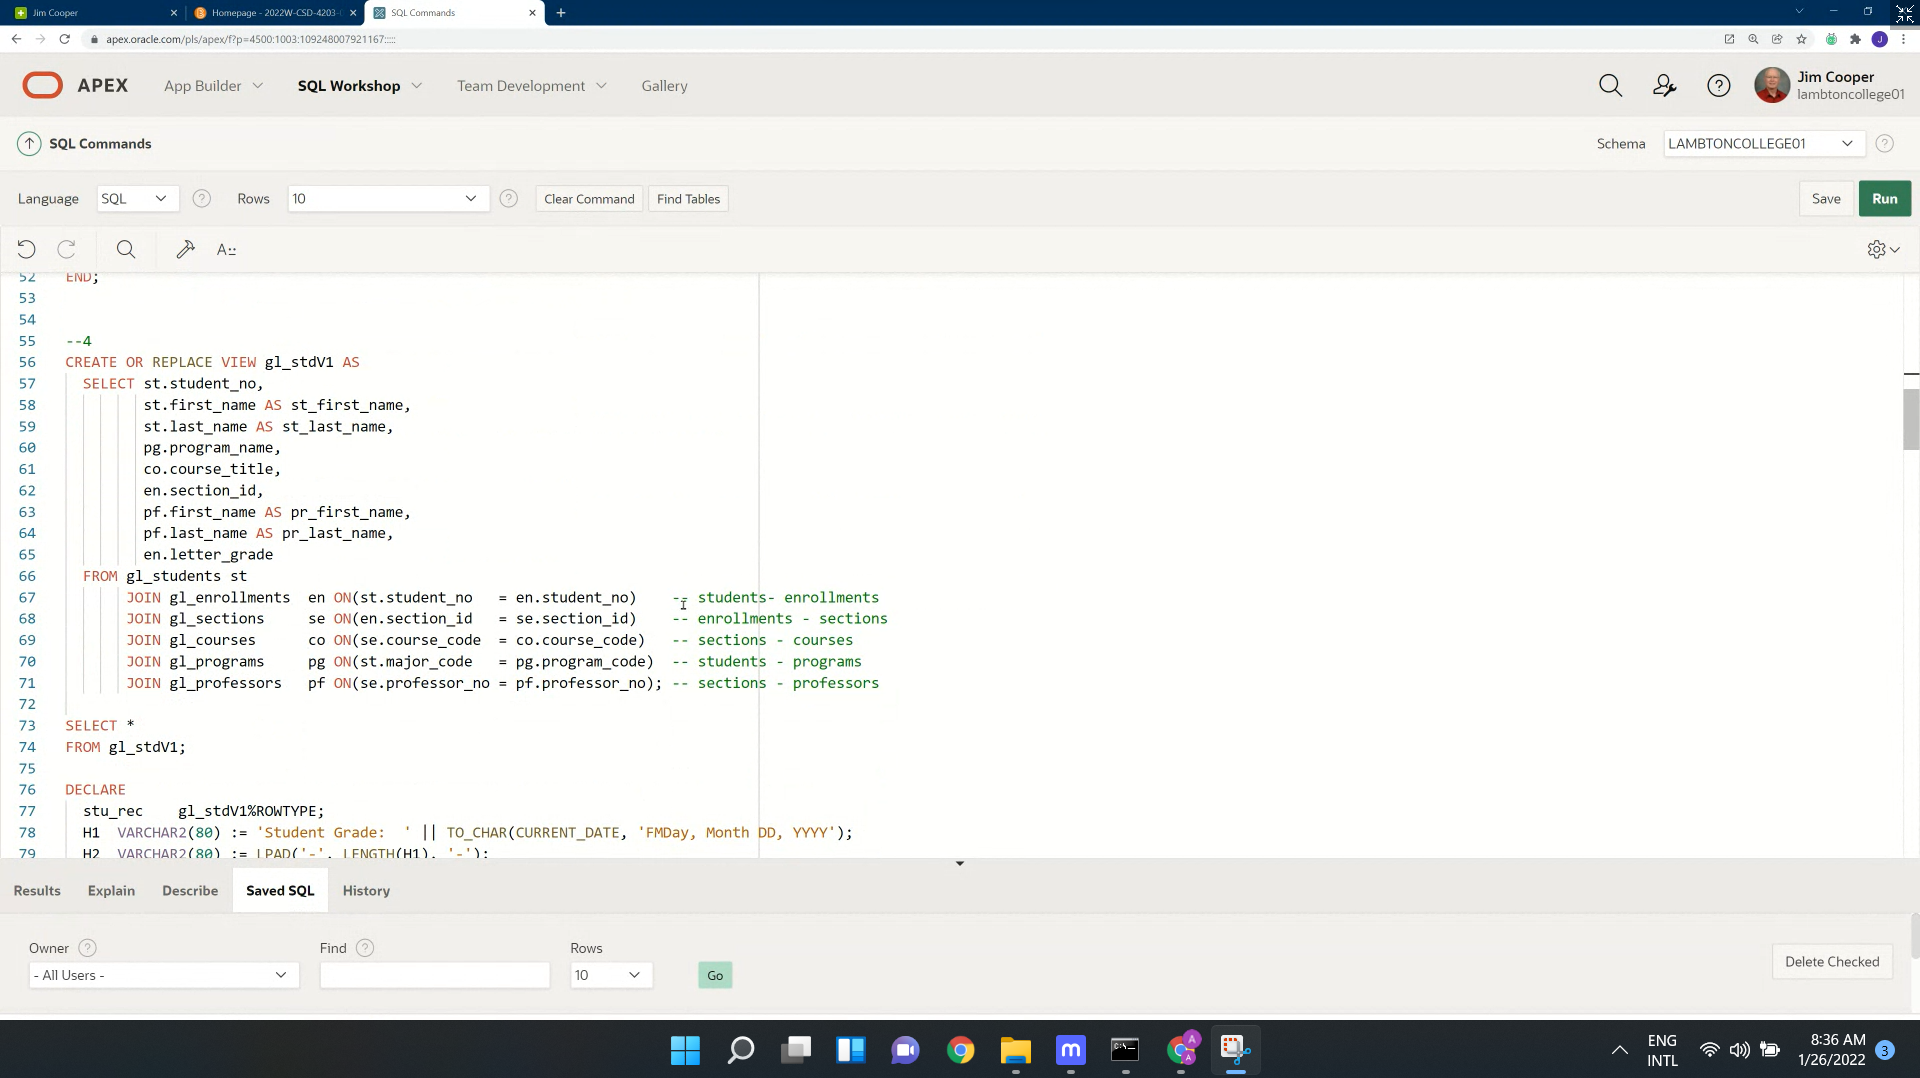 Jim Cooper
Homepage - 2022W-CSD-4203-
SQL Commands
apex.oracle.com/pls/apex/f?p=4500:1003:109248007921167:::::
J
APEX
App Builder
SQL Workshop
Team Development
Gallery
Jim Cooper
lambtoncollege01
SQL Commands
Schema
LAMBTONCOLLEGE01
Language
SQL
Rows
10
Clear Command
Find Tables
Save
Run
A::
52 END;
53
54
55 --4
56 CREATE OR REPLACE VIEW gl_stdV1 AS
57 SELECT st.student_no,
58 st.first_name AS st_first_name,
59 st.last_name AS st_last_name,
60 pg.program_name,
61 co.course_title,
62 en.section_id,
63 pf.first_name AS pr_first_name,
64 pf.last_name AS pr_last_name,
65 en.letter_grade
66 FROM gl_students st
67 JOIN gl_enrollments en ON(st.student_no = en.student_no) -- students- enrollments
68 JOIN gl_sections se ON(en.section_id = se.section_id) -- enrollments - sections
69 JOIN gl_courses co ON(se.course_code = co.course_code) -- sections - courses
70 JOIN gl_programs pg ON(st.major_code = pg.program_code) -- students - programs
71 JOIN gl_professors pf ON(se.professor_no = pf.professor_no); -- sections - professors
72
73 SELECT *
74 FROM gl_stdV1;
75
76 DECLARE
77 stu_rec gl_stdV1%ROWTYPE;
78 H1 VARCHAR2(80) := 'Student Grade: ' || TO_CHAR(CURRENT_DATE, 'FMDay, Month DD, YYYY');
79 H2 VARCHAR2(80) := LPAD('-', LENGTH(H1), '-');
Results
Explain
Describe
Saved SQL
History
Owner
Find
Rows
- All Users -
10
Go
Delete Checked
ENG
INTL
8:36 AM
1/26/2022
3